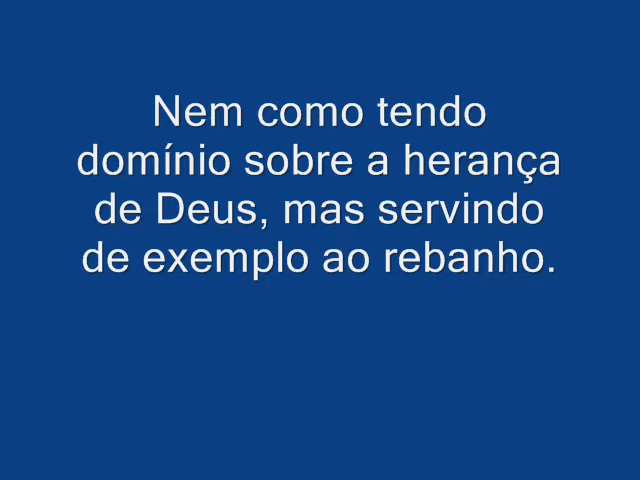 Nem como tendo
domínio sobre a herança
de Deus, mas servindo
de exemplo ao rebanho.